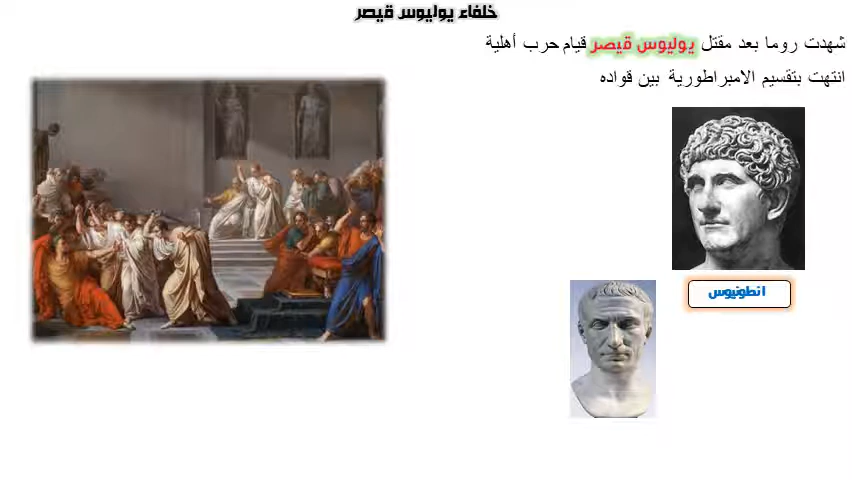 خلفاء يوليوس قيصر
شهدت روما بعد مقتل يوليوس قيصر قيام حرب أهلية
انتهت بتقسيم الامبراطورية بين قواده
انطونيوس